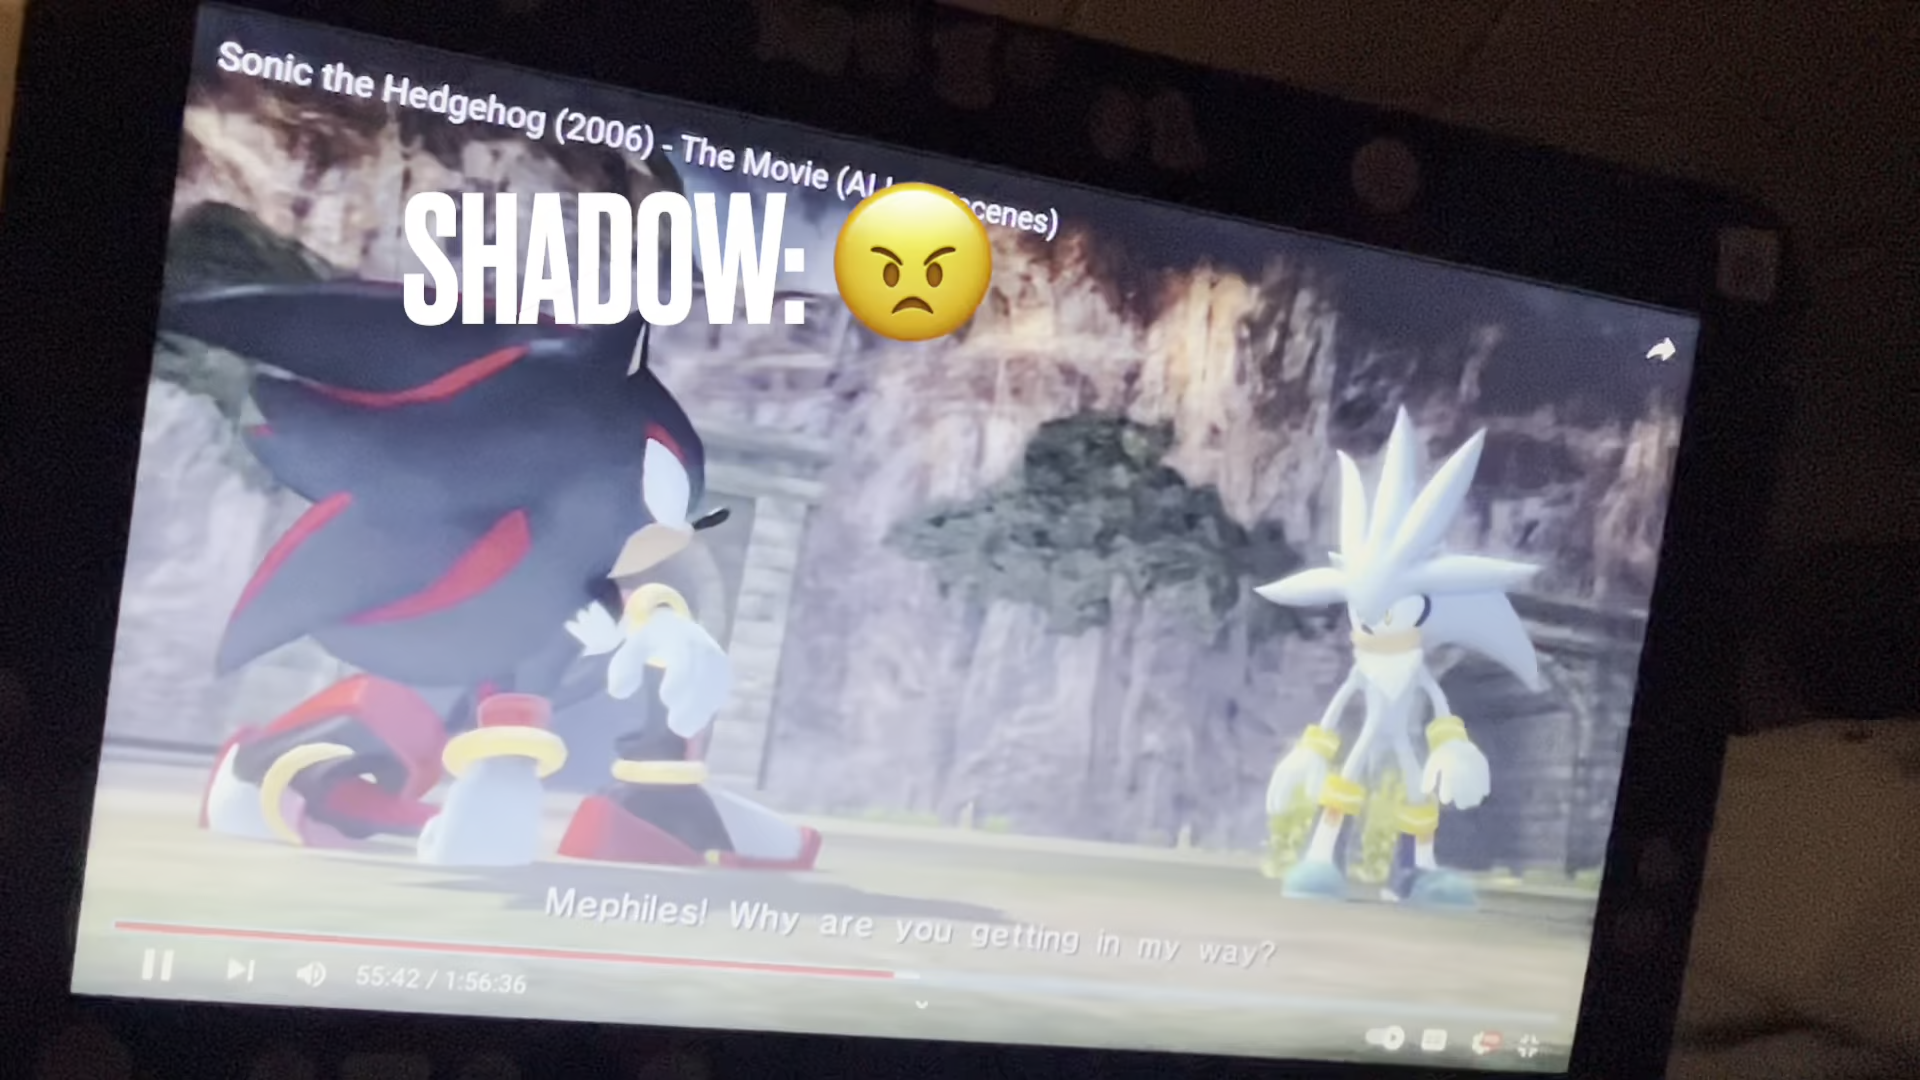 Sonic the Hedgehog (2006) - The Movie (Al scenes)
SHADOW: 😠
Mephiles! Why are you getting in my way?
55:42 / 1:56:36